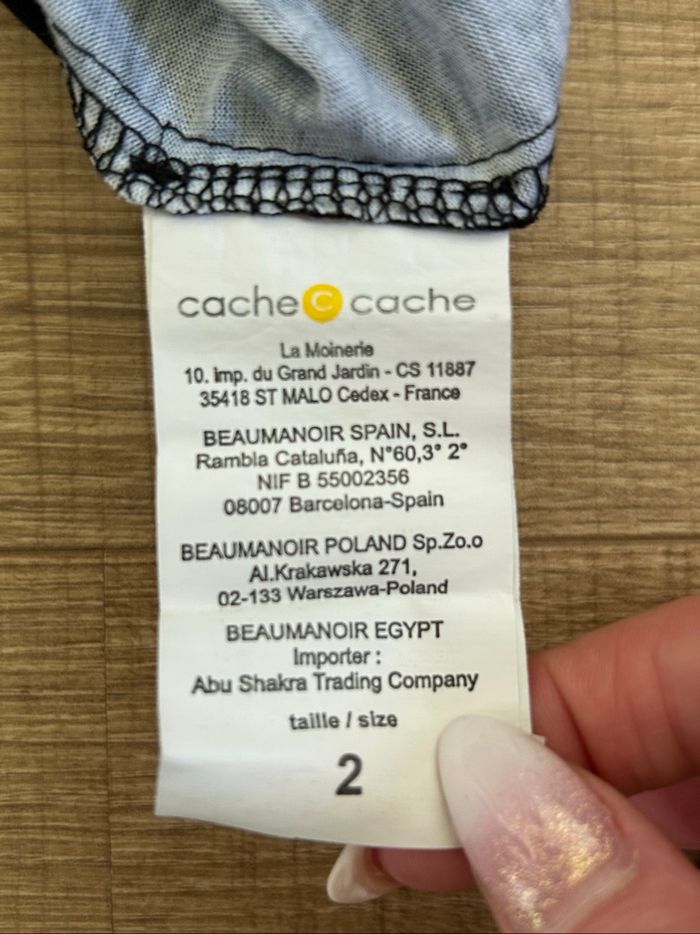 cache c cache
La Moinerie
10. imp. du Grand Jardin - CS 11887
35418 ST MALO Cedex - France
BEAUMANOIR SPAIN, S.L.
Rambla Cataluña, N°60,3° 2°
NIF B 55002356
08007 Barcelona-Spain
BEAUMANOIR POLAND Sp.Zo.o
Al.Krakawska 271,
02-133 Warszawa-Poland
BEAUMANOIR EGYPT
Importer :
Abu Shakra Trading Company
taille / size
2